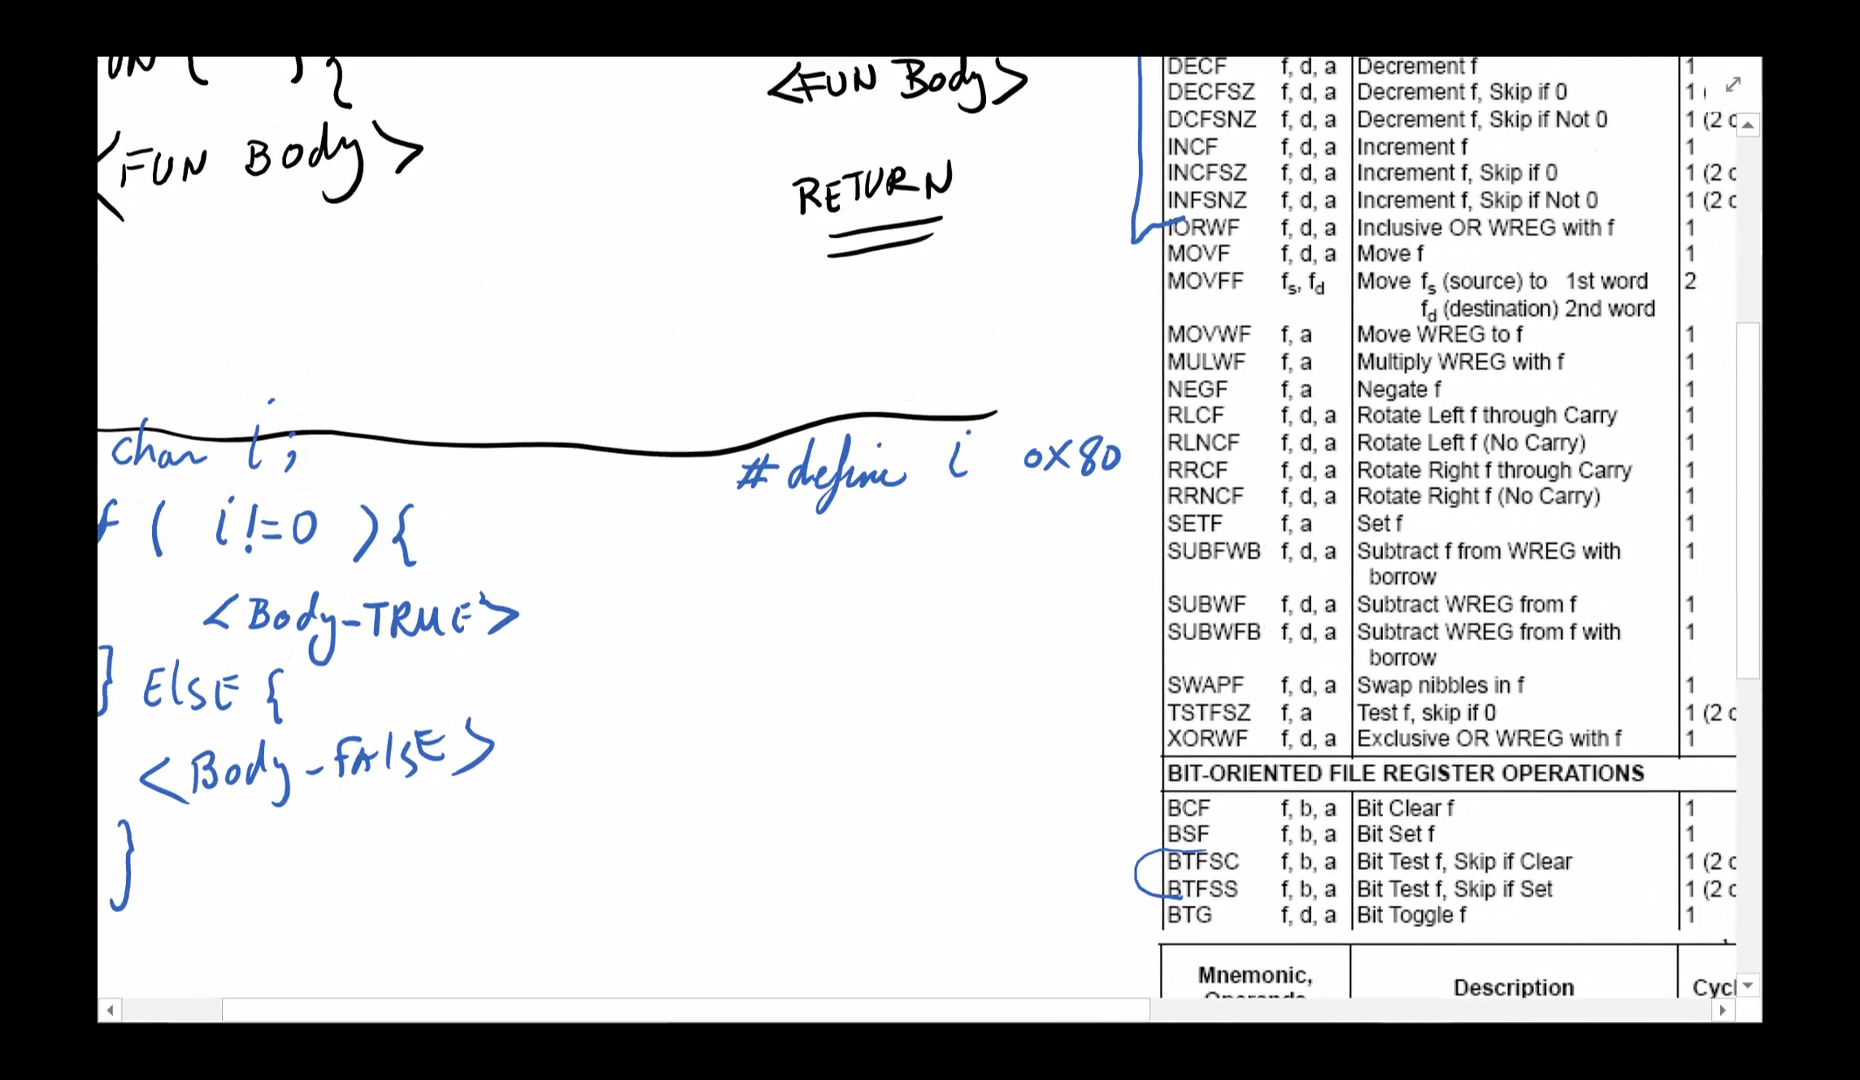 {
<FUN Body>
<FUN Body>
RETURN
char i;
#define i 0x80
f ( i!=0 ){
<Body-TRUE>
} ElsE {
<Body-FAlsE>
}
DECF f, d, a Decrement f 1
DECFSZ f, d, a Decrement f, Skip if 0 1
DCFSNZ f, d, a Decrement f, Skip if Not 0 1 (2 c
INCF f, d, a Increment f 1
INCFSZ f, d, a Increment f, Skip if 0 1 (2 c
INFSNZ f, d, a Increment f, Skip if Not 0 1 (2 c
IORWF f, d, a Inclusive OR WREG with f 1
MOVF f, d, a Move f 1
MOVFF fs, fd Move fs (source) to 1st word 2
fd (destination) 2nd word
MOVWF f, a Move WREG to f 1
MULWF f, a Multiply WREG with f 1
NEGF f, a Negate f 1
RLCF f, d, a Rotate Left f through Carry 1
RLNCF f, d, a Rotate Left f (No Carry) 1
RRCF f, d, a Rotate Right f through Carry 1
RRNCF f, d, a Rotate Right f (No Carry) 1
SETF f, a Set f 1
SUBFWB f, d, a Subtract f from WREG with 1
borrow
SUBWF f, d, a Subtract WREG from f 1
SUBWFB f, d, a Subtract WREG from f with 1
borrow
SWAPF f, d, a Swap nibbles in f 1
TSTFSZ f, a Test f, skip if 0 1 (2 c
XORWF f, d, a Exclusive OR WREG with f 1
BIT-ORIENTED FILE REGISTER OPERATIONS
BCF f, b, a Bit Clear f 1
BSF f, b, a Bit Set f 1
BTFSC f, b, a Bit Test f, Skip if Clear 1 (2 c
BTFSS f, b, a Bit Test f, Skip if Set 1 (2 c
BTG f, d, a Bit Toggle f 1
Mnemonic,
Description Cycl